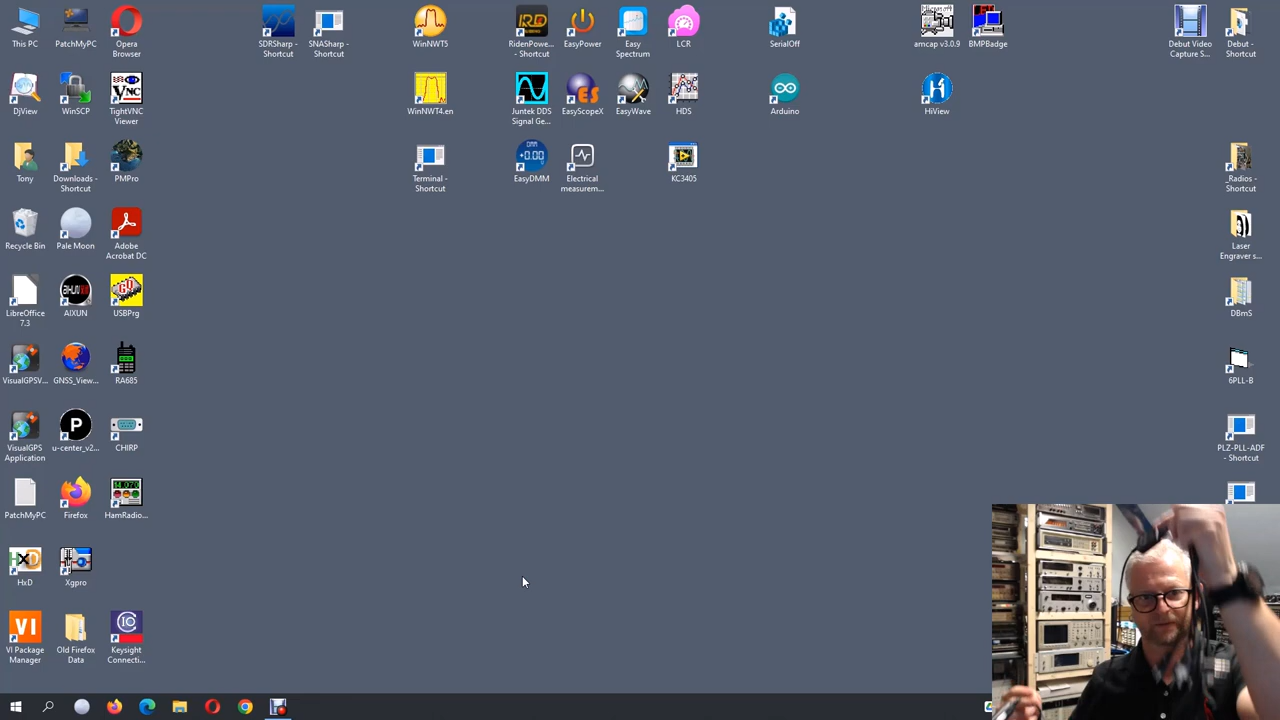 This PC
PatchMyPC
Opera
Browser
SDRSharp -
Shortcut
SNASharp -
Shortcut
WinNWT5
RidenPowe...
- Shortcut
EasyPower
Easy
Spectrum
LCR
SerialOff
amcap v3.0.9
BMPBadge
Debut Video
Capture S...
Debut -
Shortcut
DjView
WinSCP
TightVNC
Viewer
WinNWT4.en
Juntek DDS
Signal Ge...
EasyScopeX
EasyWave
HDS
Arduino
HiView
Tony
Downloads -
Shortcut
PMPro
Terminal -
Shortcut
EasyDMM
Electrical
measurem...
KC3405
_Radios -
Shortcut
Recycle Bin
Pale Moon
Adobe
Acrobat DC
Laser
Engraver s...
LibreOffice
7.3
AIXUN
USBPrg
DBmS
VisualGPSV...
GNSS_View...
RA685
6PLL-B
VisualGPS
Application
u-center_v2...
CHIRP
PLZ-PLL-ADF
- Shortcut
PatchMyPC
Firefox
HamRadio...
HxD
Xgpro
VI Package
Manager
Old Firefox
Data
Keysight
Connecti...